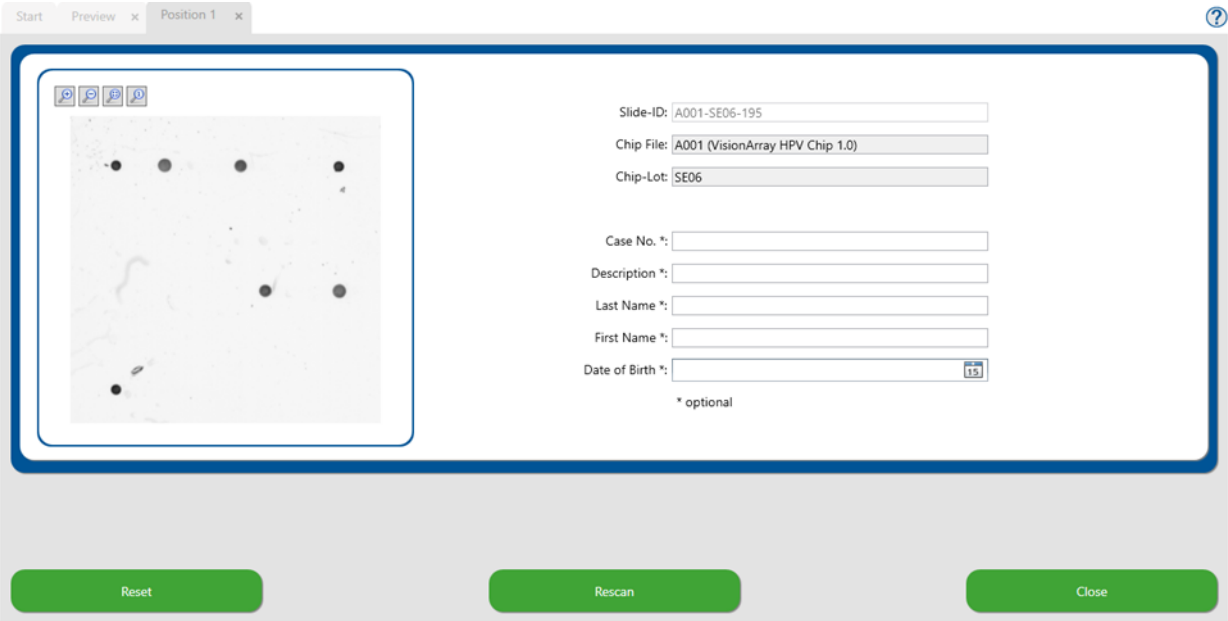 Start Preview x Position 1 x
Slide-ID: A001-SE06-195
Chip File: A001 (VisionArray HPV Chip 1.0)
Chip-Lot: SE06
Case No. *:
Description *:
Last Name *:
First Name *:
Date of Birth *: 15
* optional
Reset Rescan Close